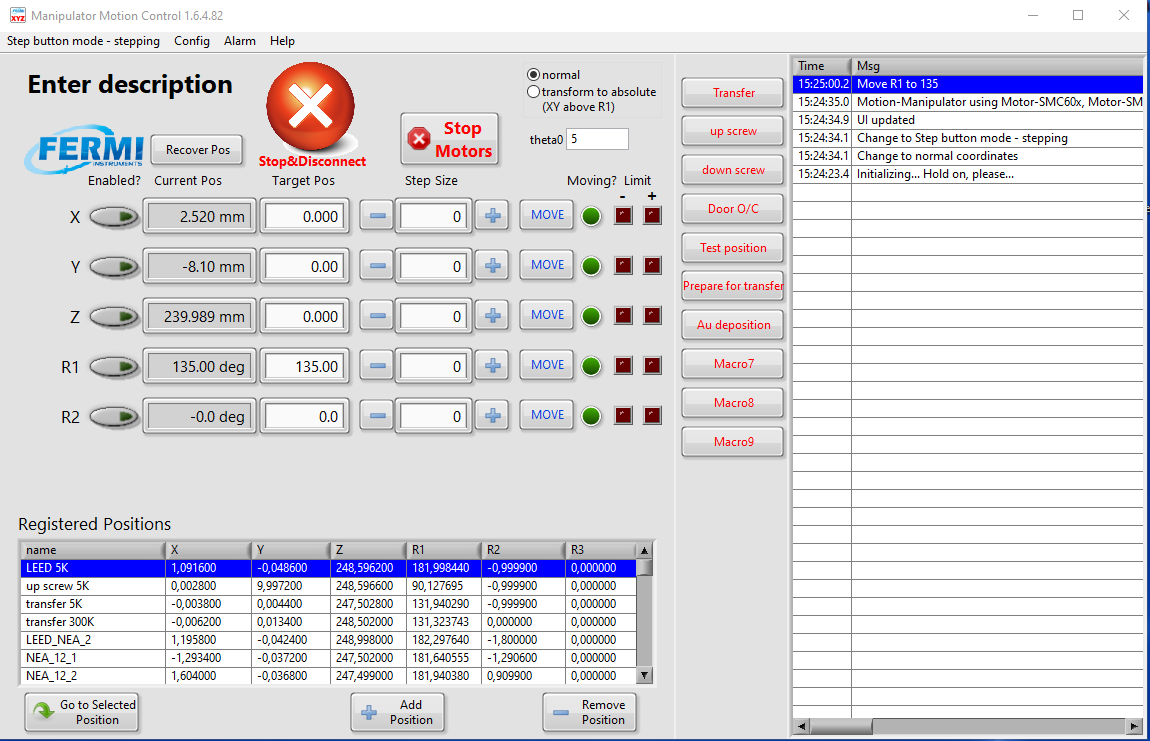 Manipulator Motion Control 1.6.4.82
Step button mode - stepping Config Alarm Help
Enter description
normal
transform to absolute
(XY above R1)
theta0 5
FERMI
INSTRUMENTS
Recover Pos
Stop&Disconnect
Stop
Motors
Enabled? Current Pos Target Pos Step Size Moving? Limit
- +
X 2.520 mm 0.000 0 MOVE
Y -8.10 mm 0.00 0 MOVE
Z 239.989 mm 0.000 0 MOVE
R1 135.00 deg 135.00 0 MOVE
R2 -0.0 deg 0.0 0 MOVE
Transfer
up screw
down screw
Door O/C
Test position
Prepare for transfer
Au deposition
Macro7
Macro8
Macro9
Time Msg
15:25:00.2 Move R1 to 135
15:24:35.0 Motion-Manipulator using Motor-SMC60x, Motor-SM
15:24:34.9 UI updated
15:24:34.1 Change to Step button mode - stepping
15:24:34.1 Change to normal coordinates
15:24:23.4 Initializing... Hold on, please...
Registered Positions
name X Y Z R1 R2 R3
LEED 5K 1,091600 -0,048600 248,596200 181,998440 -0,999900 0,000000
up screw 5K 0,002800 9,997200 248,596600 90,127695 -0,999900 0,000000
transfer 5K -0,003800 0,004400 247,502800 131,940290 -0,999900 0,000000
transfer 300K -0,006200 0,013400 248,502000 131,323743 0,000000 0,000000
LEED_NEA_2 1,195800 -0,042400 248,998000 182,297640 -1,800000 0,000000
NEA_12_1 -1,293400 -0,037200 247,502000 181,640555 -1,290600 0,000000
NEA_12_2 1,604000 -0,036800 247,499000 181,940380 0,909900 0,000000
Go to Selected
Position
Add
Position
Remove
Position